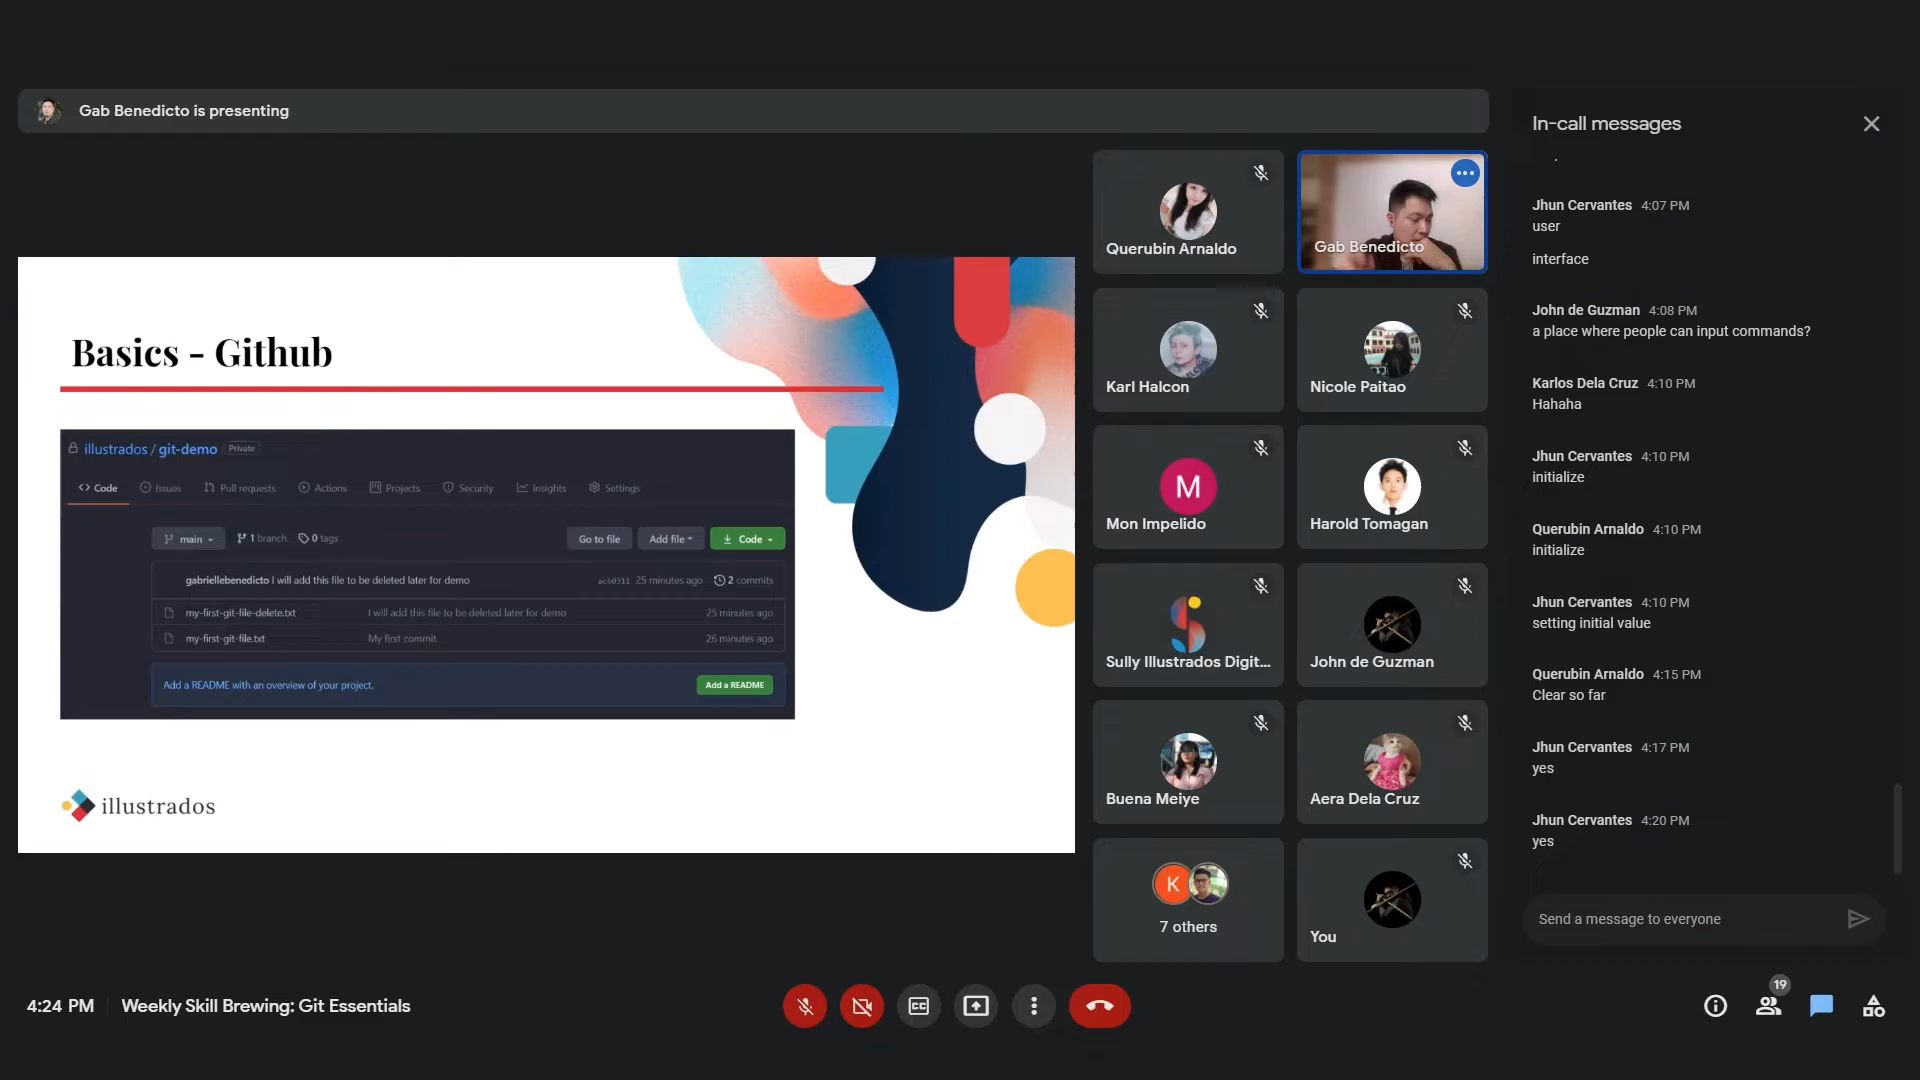 Gab Benedicto is presenting
Basics - Github
illustrados / git-demo Private
Code Issues Pull requests Actions Projects Security Insights Settings
main 1 branch 0 tags Go to file Add file Code
gabriellebenedicto I will add this file to be deleted later for demo ac60311 25 minutes ago 2 commits
my-first-git-file-delete.txt I will add this file to be deleted later for demo 25 minutes ago
my-first-git-file.txt My first commit. 26 minutes ago
Add a README with an overview of your project. Add a README
illustrados
Querubin Arnaldo
Gab Benedicto
Karl Halcon
Nicole Paitao
M
Mon Impelido
Harold Tomagan
Sully Illustrados Digit...
John de Guzman
Buena Meiye
Aera Dela Cruz
K
7 others
You
In-call messages
Jhun Cervantes 4:07 PM
user
interface
John de Guzman 4:08 PM
a place where people can input commands?
Karlos Dela Cruz 4:10 PM
Hahaha
Jhun Cervantes 4:10 PM
initialize
Querubin Arnaldo 4:10 PM
initialize
Jhun Cervantes 4:10 PM
setting initial value
Querubin Arnaldo 4:15 PM
Clear so far
Jhun Cervantes 4:17 PM
yes
Jhun Cervantes 4:20 PM
yes
Send a message to everyone
4:24 PM Weekly Skill Brewing: Git Essentials
CC
19